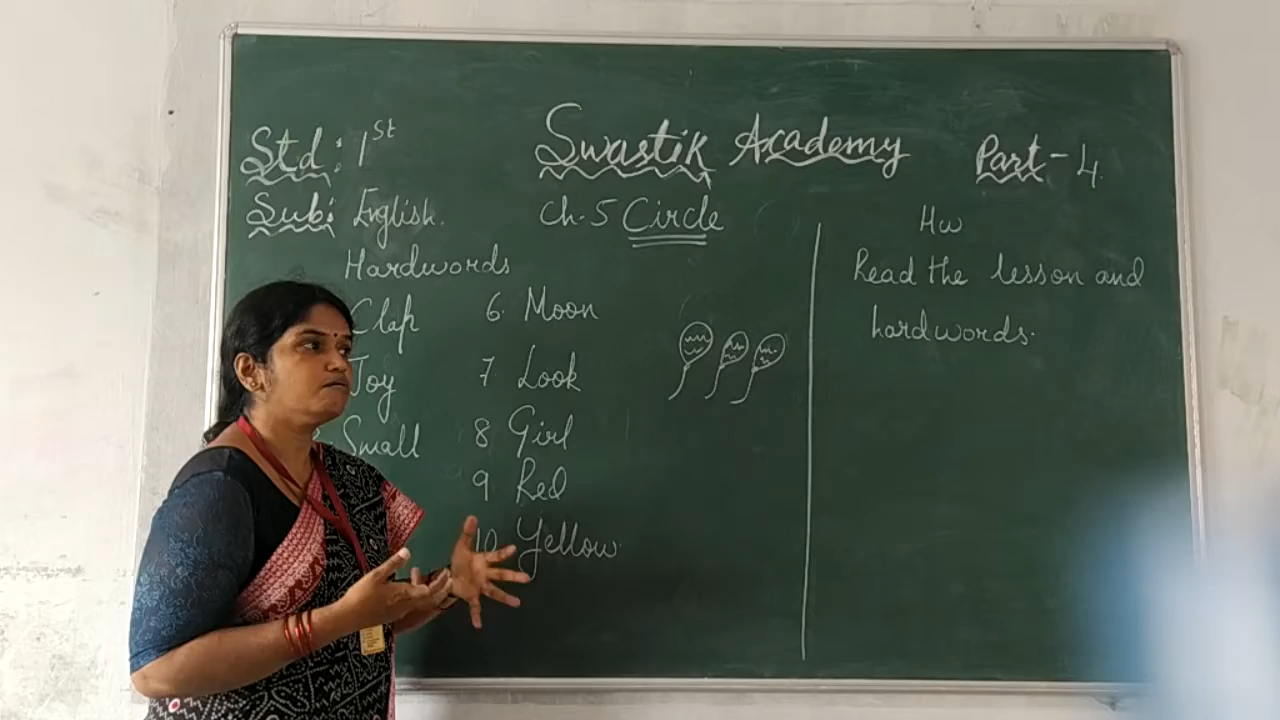 Std: 1st
Swastik Academy
Part-4.
Sub: English.
Ch.5 Circle
Hardwords
Clap
Joy
Small
6. Moon
7 Look
8 Girl
9 Red
10 Yellow.
Hw
Read the lesson and
hardwords.